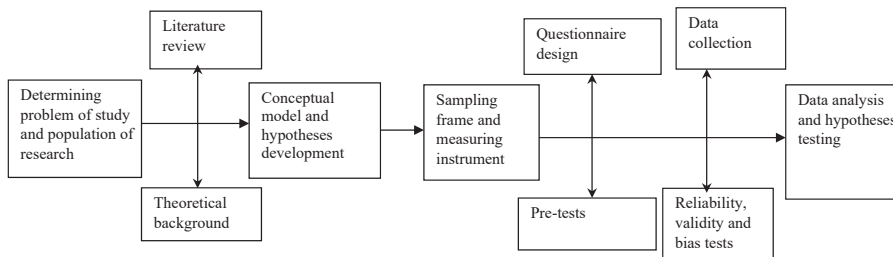 Literature
review
Questionnaire
design
Data
collection
Determining
problem of study
and population of
research
Conceptual
model and
hypotheses
development
Sampling
frame and
measuring
instrument
Data analysis
and hypotheses
testing
Theoretical
background
Pre-tests
Reliability,
validity and
bias tests